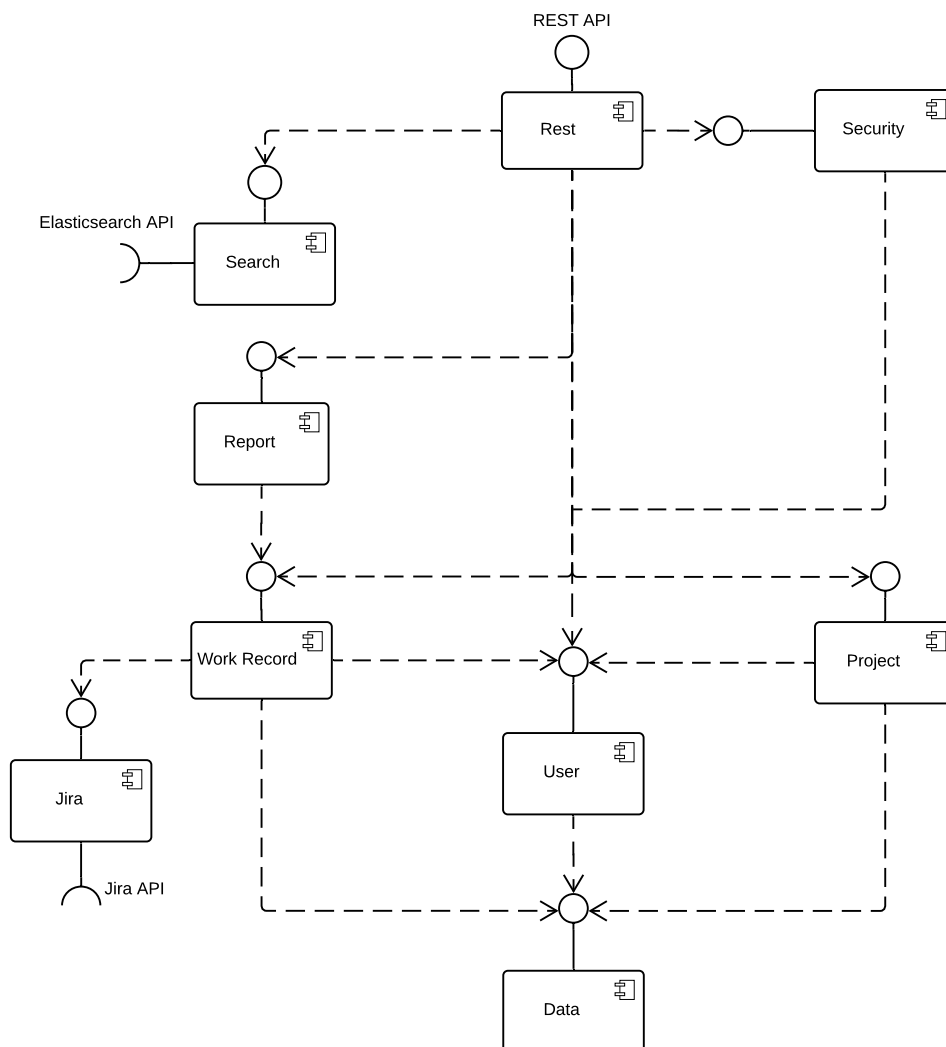 REST API
Rest
Security
Elasticsearch API
Search
Report
Work Record
Project
User
Jira
Jira API
Data